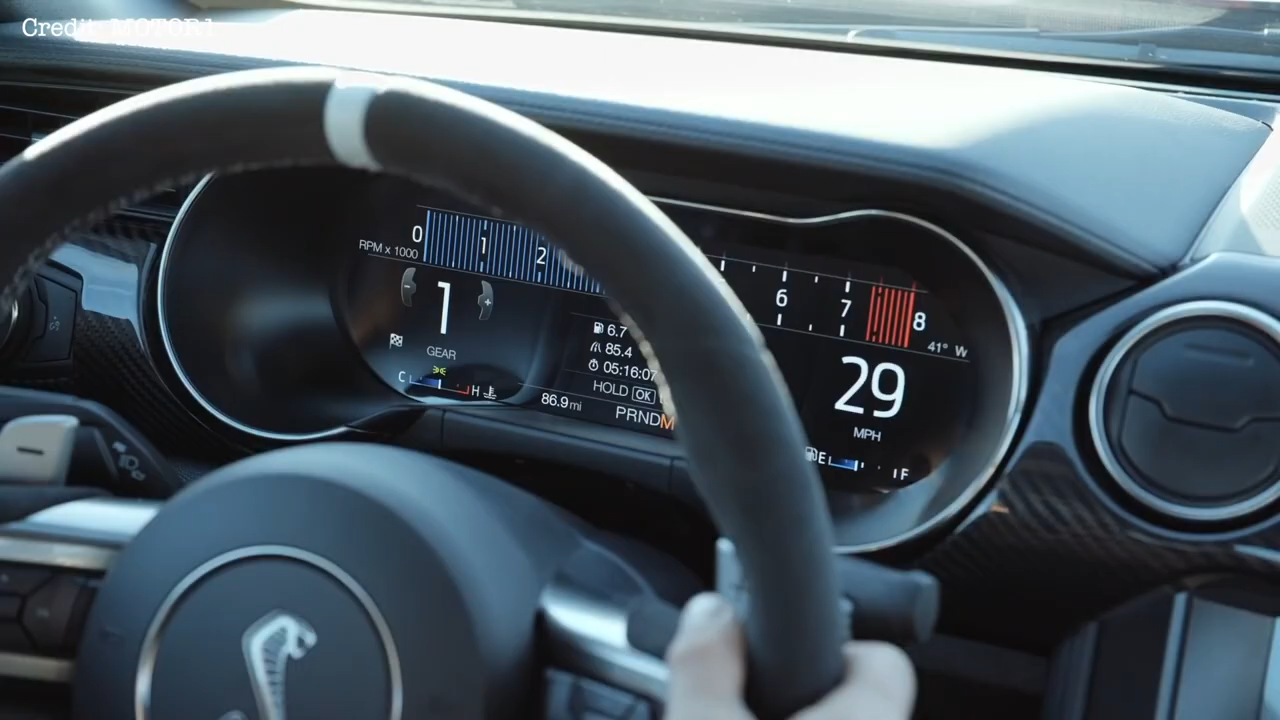 Credit MOTOR1
0 1 2 6 7 8
RPM x 1000
- 1 +
GEAR
C H
6.7
85.4
05:16:07
HOLD OK
86.9 mi
PRNDM
41° W
29
MPH
E F